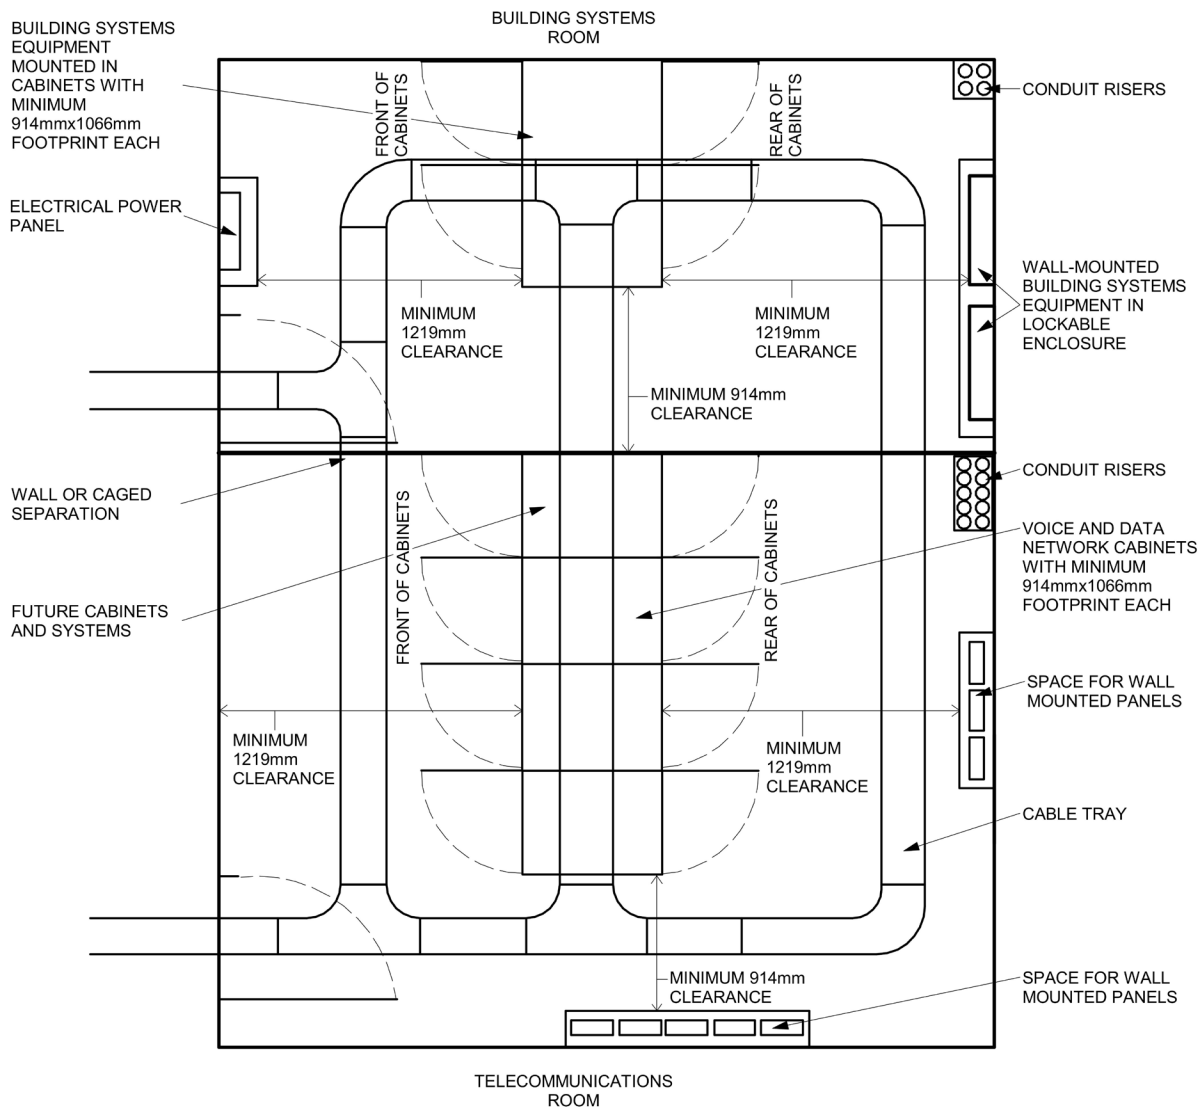 BUILDING SYSTEMS
ROOM
BUILDING SYSTEMS
EQUIPMENT
MOUNTED IN
CABINETS WITH
MINIMUM
914mmx1066mm
FOOTPRINT EACH
FRONT OF
CABINETS
REAR OF
CABINETS
CONDUIT RISERS
ELECTRICAL POWER
PANEL
WALL-MOUNTED
BUILDING SYSTEMS
EQUIPMENT IN
LOCKABLE
ENCLOSURE
MINIMUM
1219mm
CLEARANCE
MINIMUM
1219mm
CLEARANCE
MINIMUM 914mm
CLEARANCE
WALL OR CAGED
SEPARATION
CONDUIT RISERS
FRONT OF CABINETS
REAR OF CABINETS
VOICE AND DATA
NETWORK CABINETS
WITH MINIMUM
914mmx1066mm
FOOTPRINT EACH
FUTURE CABINETS
AND SYSTEMS
SPACE FOR WALL
MOUNTED PANELS
MINIMUM
1219mm
CLEARANCE
MINIMUM
1219mm
CLEARANCE
CABLE TRAY
MINIMUM 914mm
CLEARANCE
SPACE FOR WALL
MOUNTED PANELS
TELECOMMUNICATIONS
ROOM